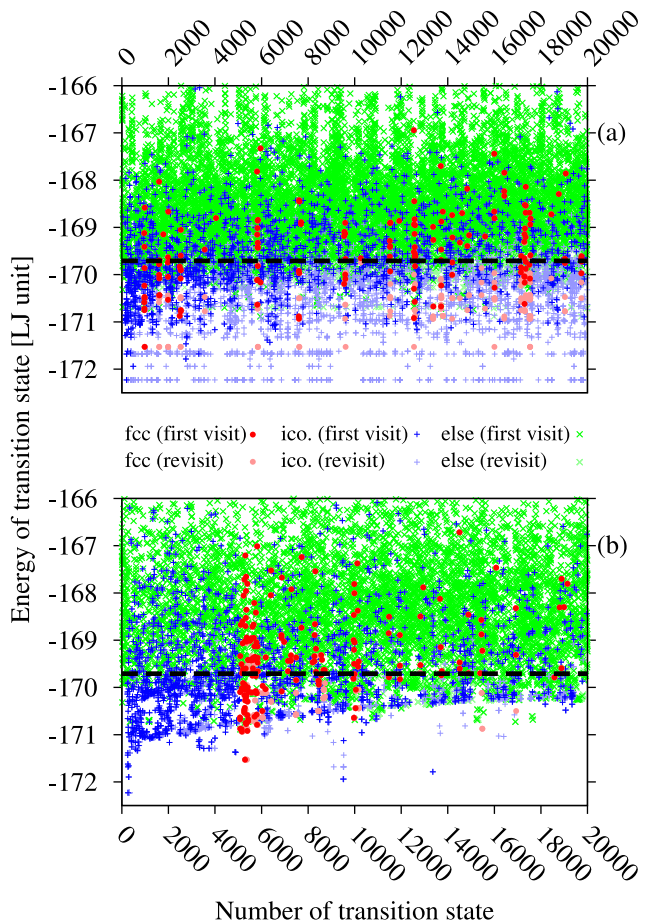 0 2000 4000 6000 8000 10000 12000 14000 16000 18000 20000
-166
-167 (a)
-168
-169
-170
-171
-172
Energy of transition state [LJ unit]
fcc (first visit) ico. (first visit) else (first visit)
fcc (revisit) ico. (revisit) else (revisit)
-166
-167 (b)
-168
-169
-170
-171
-172
0 2000 4000 6000 8000 10000 12000 14000 16000 18000 20000
Number of transition state